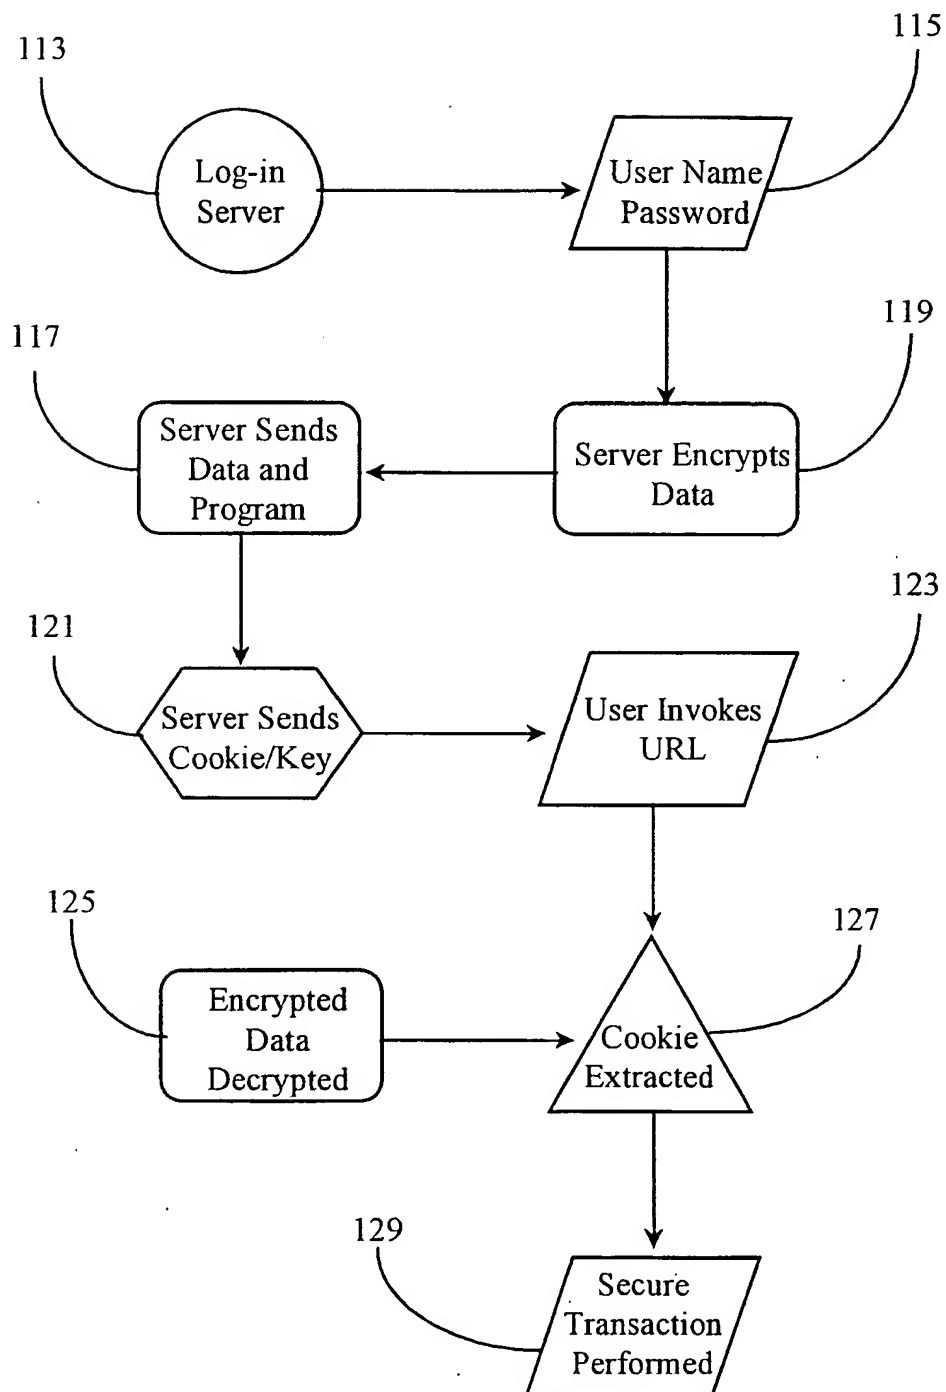 113
115
Log-in
Server
User Name
Password
117
119
Server Sends
Data and
Program
Server Encrypts
Data
121
123
Server Sends
Cookie/Key
User Invokes
URL
125
127
Encrypted
Data
Decrypted
Cookie
Extracted
129
Secure
Transaction
Performed